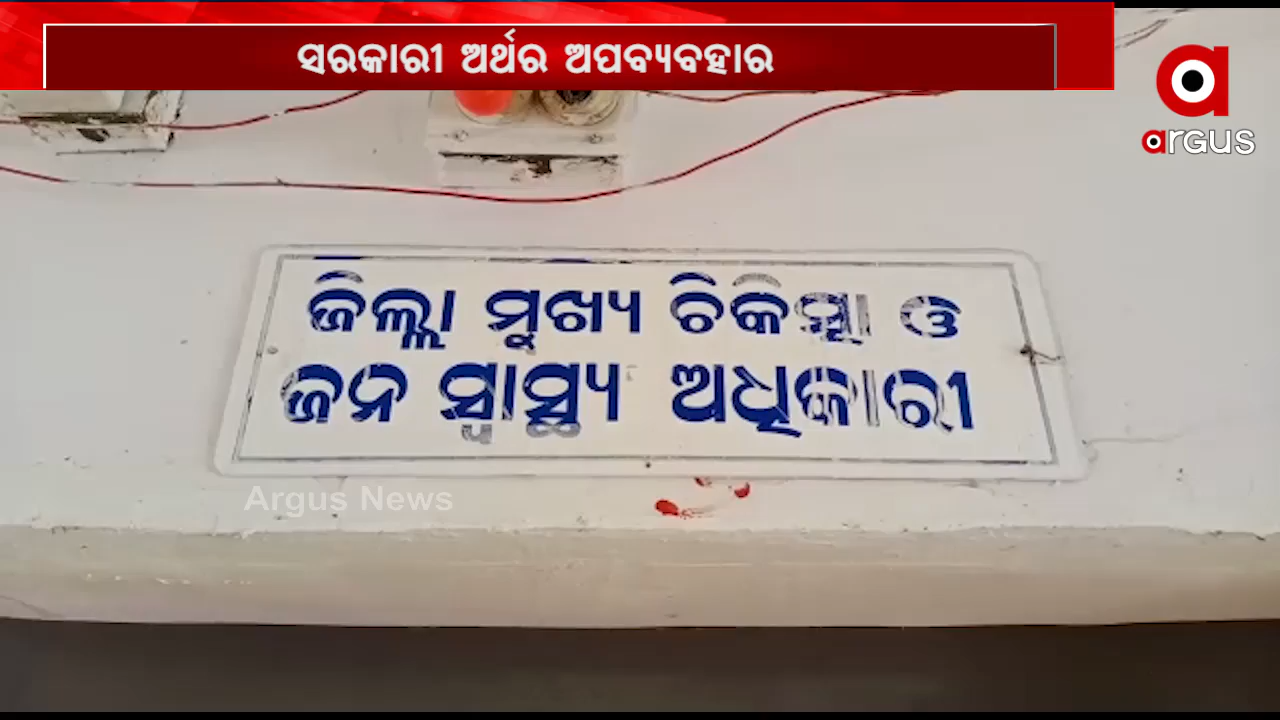 ସରକାରୀ ଅର୍ଥର ଅପବ୍ୟବହାର
argus
ଜିଲ୍ଲା ମୁଖ୍ୟ ଚିକିତ୍ସା ଓ
ଜନ ସ୍ୱାସ୍ଥ୍ୟ ଅଧିକାରୀ
Argus News